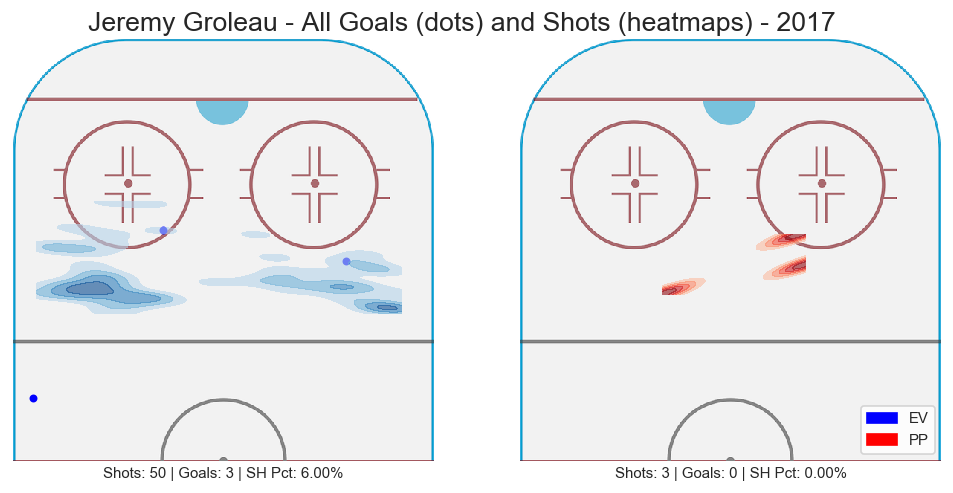 Jeremy Groleau - All Goals (dots) and Shots (heatmaps) - 2017
EV
PP
Shots: 50 | Goals: 3 | SH Pct: 6.00%
Shots: 3 | Goals: 0 | SH Pct: 0.00%